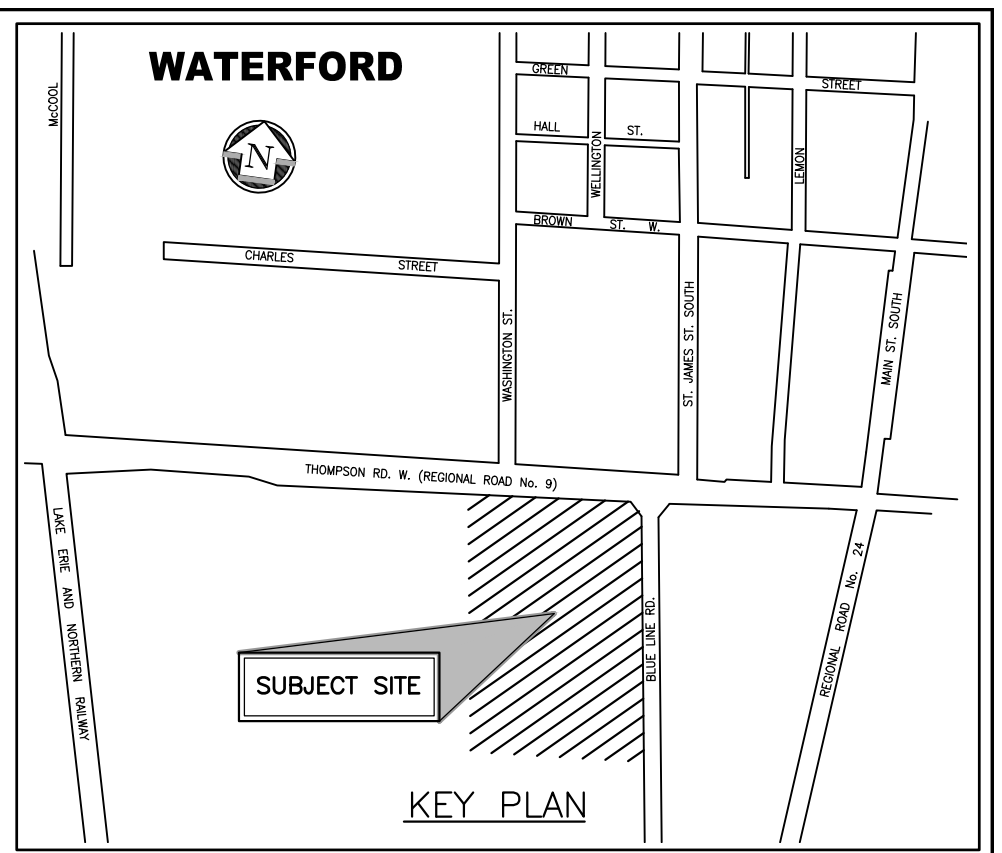 WATERFORD
McCOOL
N
GREEN
STREET
HALL
ST.
WELLINGTON
LEMON
BROWN
ST. W.
CHARLES
STREET
WASHINGTON ST.
ST. JAMES ST. SOUTH
MAIN ST. SOUTH
THOMPSON RD. W. (REGIONAL ROAD No. 9)
LAKE ERIE AND NORTHERN RAILWAY
BLUE LINE RD.
REGIONAL ROAD No. 24
SUBJECT SITE
KEY PLAN